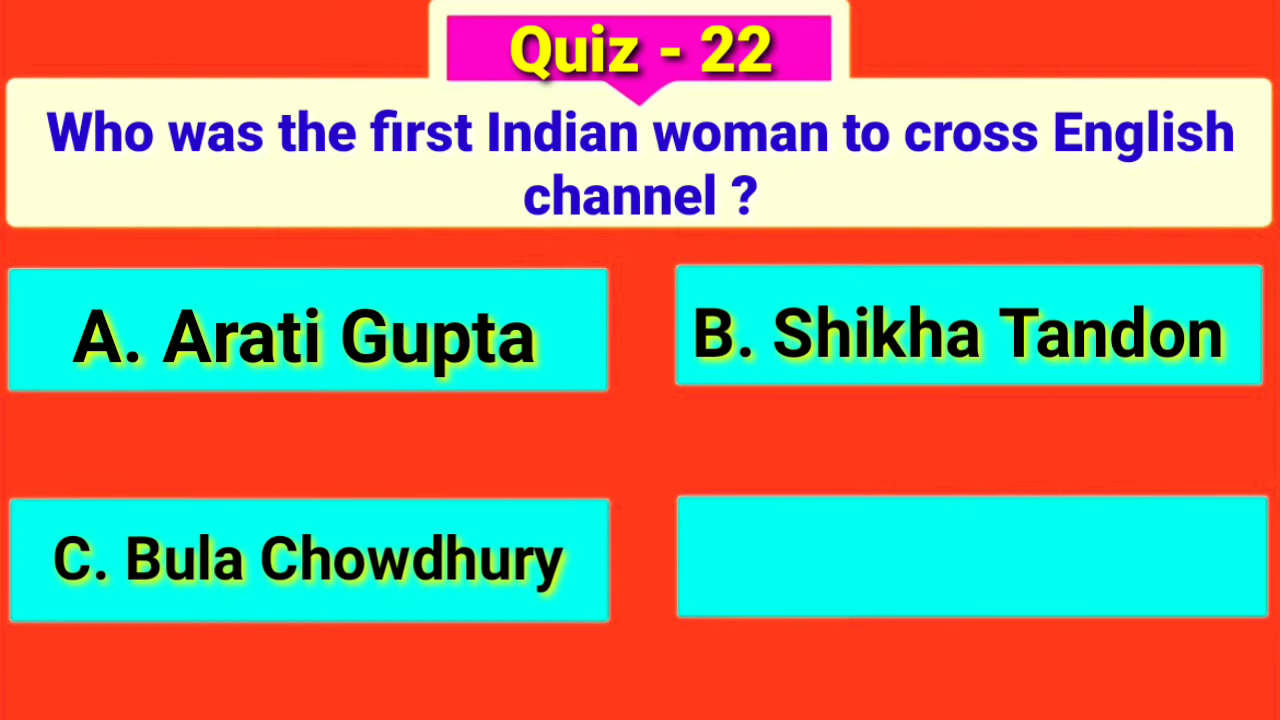 Quiz - 22
Who was the first Indian woman to cross English
channel ?
A. Arati Gupta
B. Shikha Tandon
C. Bula Chowdhury